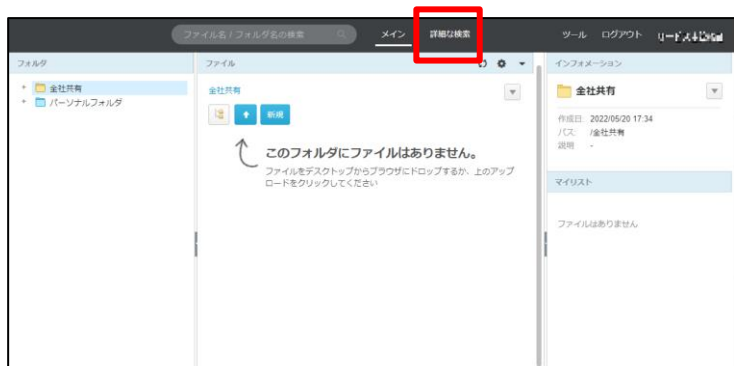 ファイル名 / フォルダ名の検索
メイン
詳細な検索
ツール
ログアウト
フォルダ
全社共有
パーソナルフォルダ
ファイル
全社共有
新規
このフォルダにファイルはありません。
ファイルをデスクトップからブラウザにドロップするか、上のアップ
ロードをクリックしてください
インフォメーション
全社共有
作成日: 2022/05/20 17:34
パス: /全社共有
説明 -
マイリスト
ファイルはありません